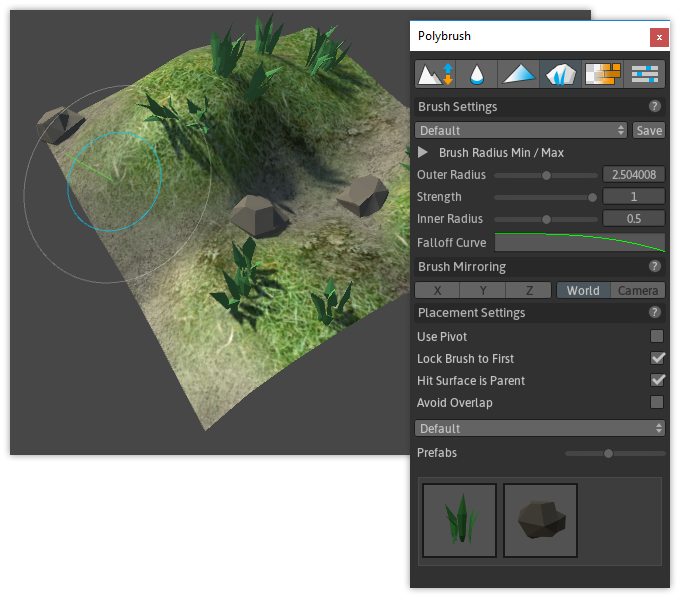 Polybrush
x
Brush Settings ?
Default Save
Brush Radius Min / Max
Outer Radius 2.504008
Strength 1
Inner Radius 0.5
Falloff Curve
Brush Mirroring ?
X Y Z World Camera
Placement Settings ?
Use Pivot
Lock Brush to First
Hit Surface is Parent
Avoid Overlap
Default
Prefabs